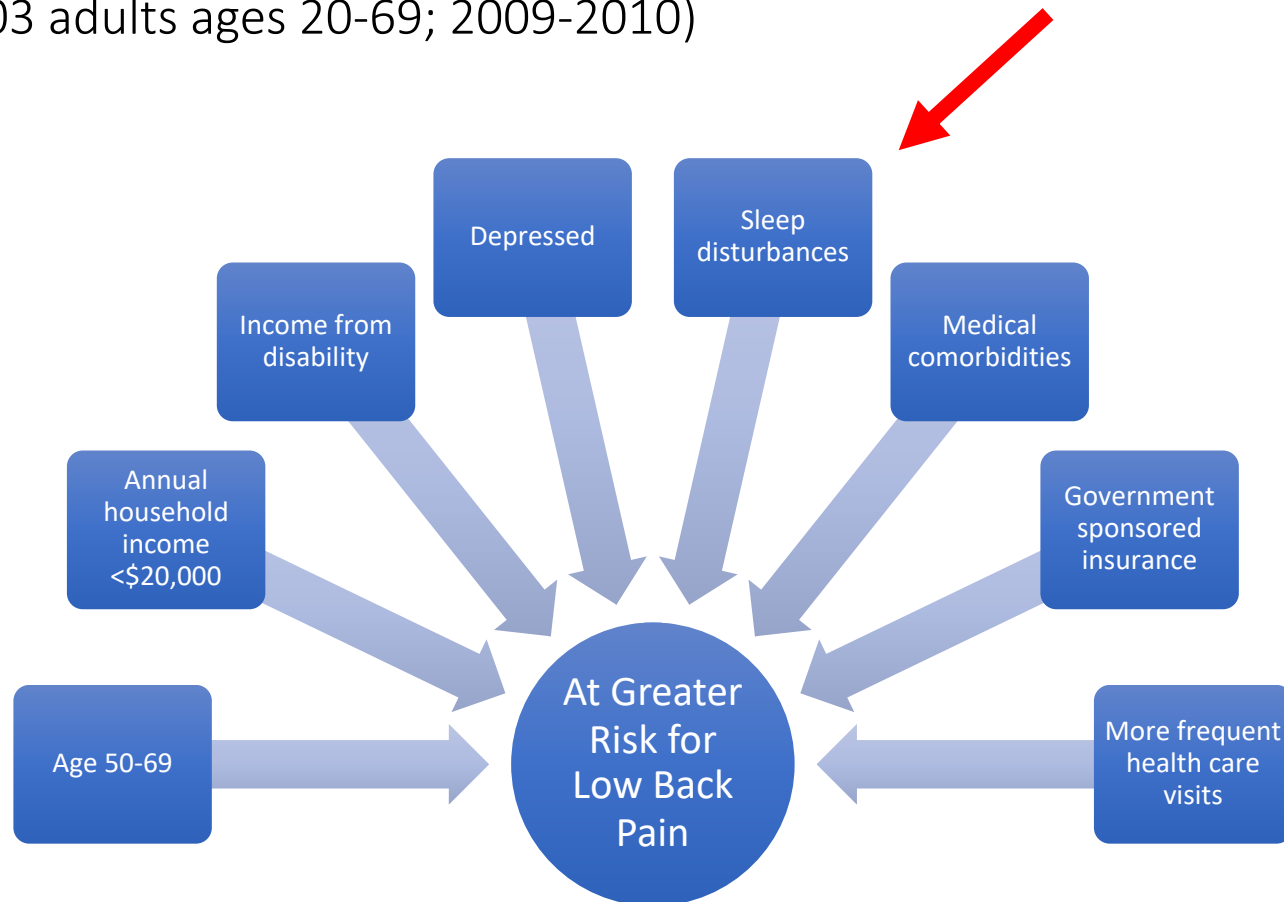 03 adults ages 20-69; 2009-2010)
Depressed
Sleep
disturbances
Income from
disability
Medical
comorbidities
Annual
household
income
<$20,000
Government
sponsored
insurance
Age 50-69
At Greater
Risk for
Low Back
Pain
More frequent
health care
visits